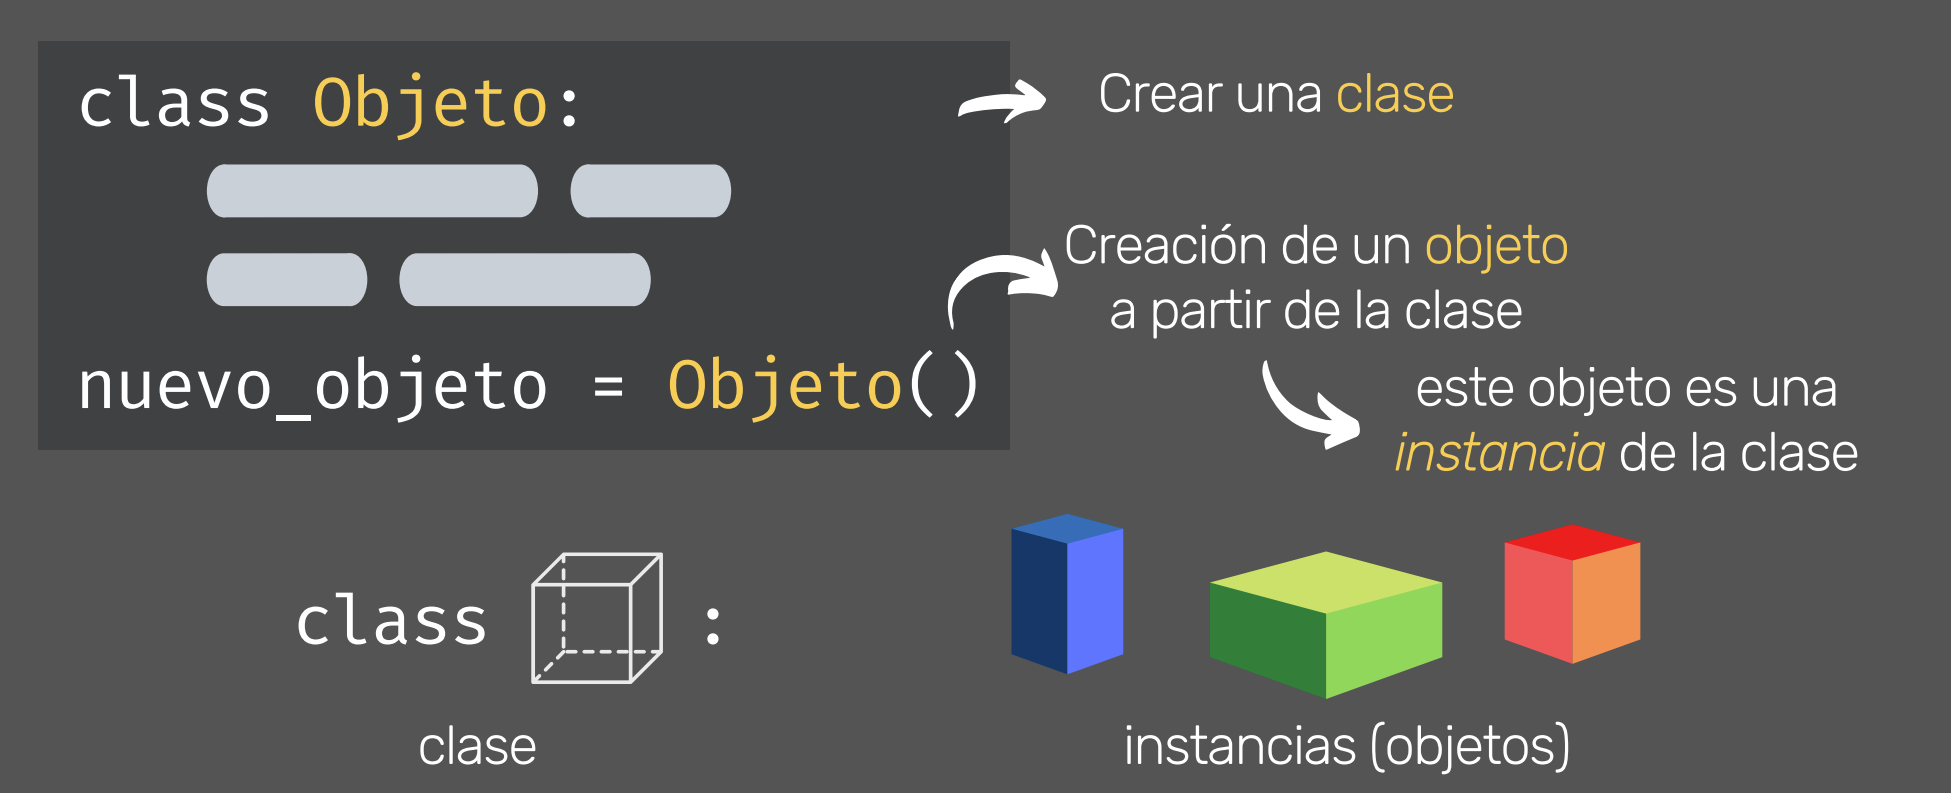 class Objeto:
Crear una clase
Creación de un objeto
a partir de la clase
nuevo_objeto = Objeto()
este objeto es una
instancia de la clase
class :
clase
instancias (objetos)